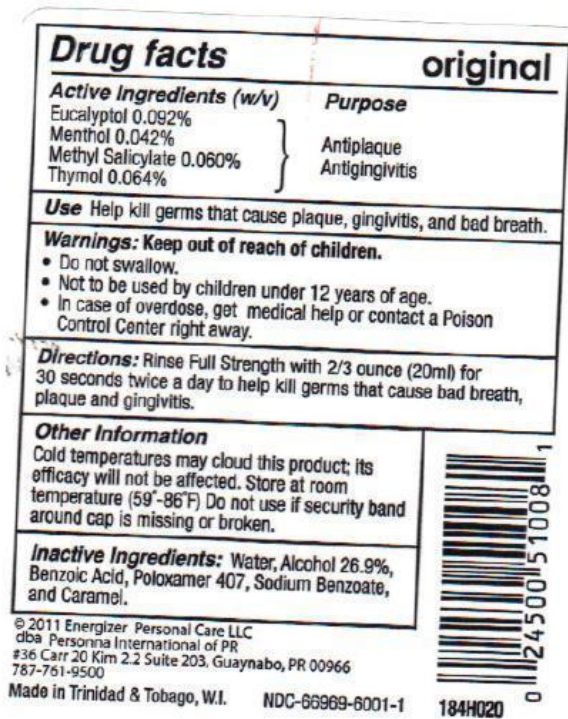 Drug facts original
Active Ingredients (w/v) Purpose
Eucalyptol 0.092%
Menthol 0.042% Antiplaque
Methyl Salicylate 0.060% Antigingivitis
Thymol 0.064%
Use Help kill germs that cause plaque, gingivitis, and bad breath.
Warnings: Keep out of reach of children.
• Do not swallow.
• Not to be used by children under 12 years of age.
• In case of overdose, get medical help or contact a Poison
Control Center right away.
Directions: Rinse Full Strength with 2/3 ounce (20ml) for
30 seconds twice a day to help kill germs that cause bad breath,
plaque and gingivitis.
Other Information
Cold temperatures may cloud this product; its
efficacy will not be affected. Store at room
temperature (59°-86°F) Do not use if security band
around cap is missing or broken.
Inactive Ingredients: Water, Alcohol 26.9%,
Benzoic Acid, Poloxamer 407, Sodium Benzoate,
and Caramel.
© 2011 Energizer Personal Care LLC
dba Personna International of PR
#36 Carr 20 Kim 2.2 Suite 203, Guaynabo, PR 00966
787-761-9500
Made in Trinidad & Tobago, W.I. NDC-66969-6001-1
0 24500 51008 1
184H020